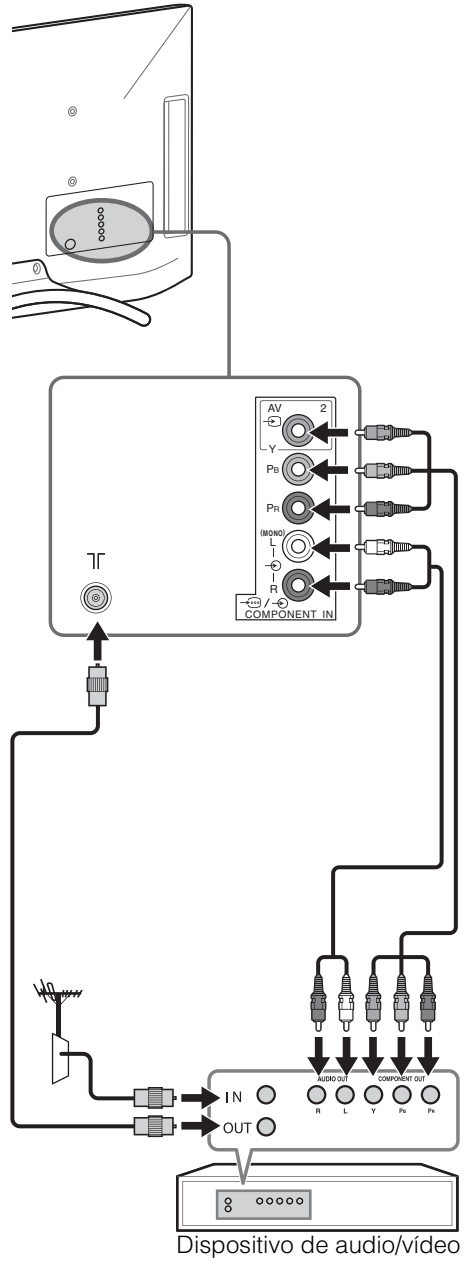 AV 2
Y
PB
PR
(MONO)
L
R
/
COMPONENT IN
AUDIO OUT COMPONENT OUT
IN
R L Y PB PR
OUT
Dispositivo de audio/vídeo